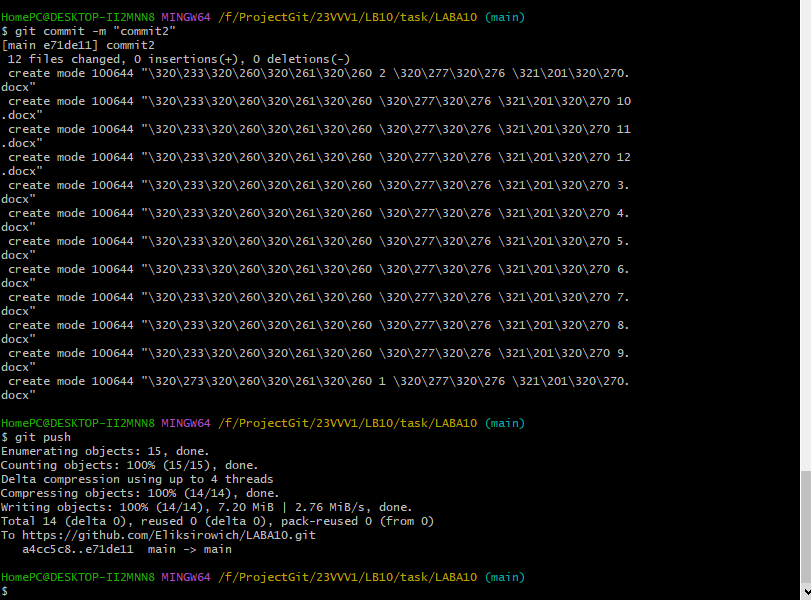 HomePC@DESKTOP-II2MNN8 MINGW64 /f/ProjectGit/23VVV1/LB10/task/LABA10 (main)
$ git commit -m "commit2"
[main e71de11] commit2
 12 files changed, 0 insertions(+), 0 deletions(-)
 create mode 100644 "\320\233\320\260\320\261\320\260 2 \320\277\320\276 \321\201\320\270.
docx"
 create mode 100644 "\320\233\320\260\320\261\320\260 \320\277\320\276 \321\201\320\270 10
.docx"
 create mode 100644 "\320\233\320\260\320\261\320\260 \320\277\320\276 \321\201\320\270 11
.docx"
 create mode 100644 "\320\233\320\260\320\261\320\260 \320\277\320\276 \321\201\320\270 12
.docx"
 create mode 100644 "\320\233\320\260\320\261\320\260 \320\277\320\276 \321\201\320\270 3.
docx"
 create mode 100644 "\320\233\320\260\320\261\320\260 \320\277\320\276 \321\201\320\270 4.
docx"
 create mode 100644 "\320\233\320\260\320\261\320\260 \320\277\320\276 \321\201\320\270 5.
docx"
 create mode 100644 "\320\233\320\260\320\261\320\260 \320\277\320\276 \321\201\320\270 6.
docx"
 create mode 100644 "\320\233\320\260\320\261\320\260 \320\277\320\276 \321\201\320\270 7.
docx"
 create mode 100644 "\320\233\320\260\320\261\320\260 \320\277\320\276 \321\201\320\270 8.
docx"
 create mode 100644 "\320\233\320\260\320\261\320\260 \320\277\320\276 \321\201\320\270 9.
docx"
 create mode 100644 "\320\273\320\260\320\261\320\260 1 \320\277\320\276 \321\201\320\270.
docx"
HomePC@DESKTOP-II2MNN8 MINGW64 /f/ProjectGit/23VVV1/LB10/task/LABA10 (main)
$ git push
Enumerating objects: 15, done.
Counting objects: 100% (15/15), done.
Delta compression using up to 4 threads
Compressing objects: 100% (14/14), done.
Writing objects: 100% (14/14), 7.20 MiB | 2.76 MiB/s, done.
Total 14 (delta 0), reused 0 (delta 0), pack-reused 0 (from 0)
To https://github.com/Eliksirowich/LABA10.git
   a4cc5c8..e71de11  main -> main
HomePC@DESKTOP-II2MNN8 MINGW64 /f/ProjectGit/23VVV1/LB10/task/LABA10 (main)
$